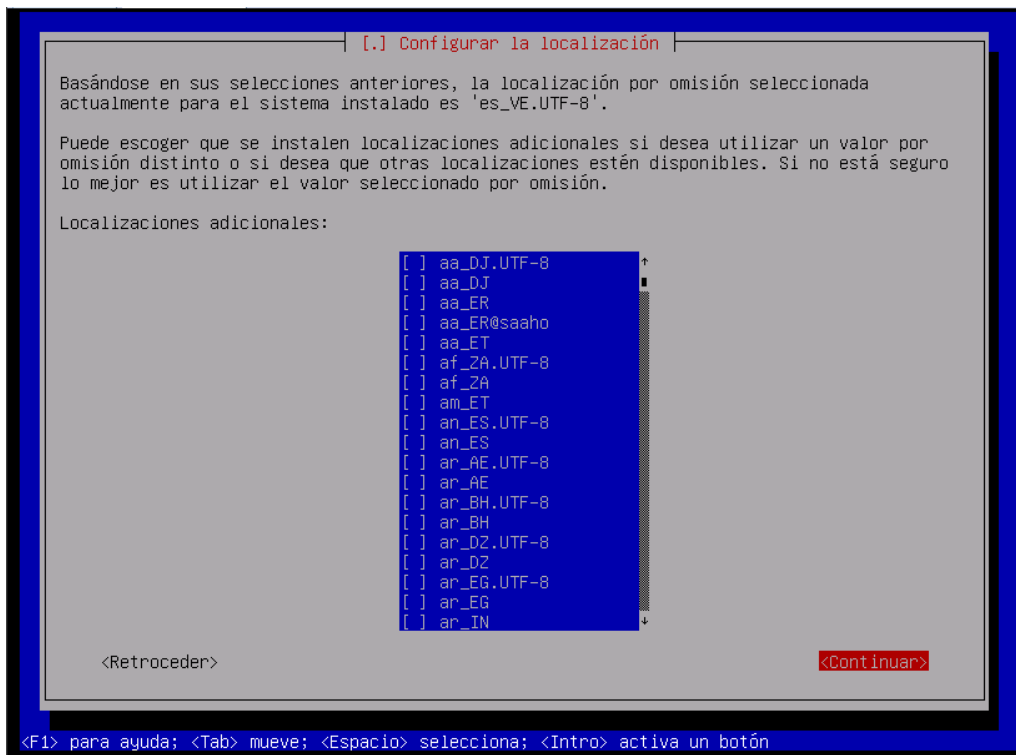 [.] Configurar la localización
Basándose en sus selecciones anteriores, la localización por omisión seleccionada
actualmente para el sistema instalado es 'es_VE.UTF-8'.
Puede escoger que se instalen localizaciones adicionales si desea utilizar un valor por
omisión distinto o si desea que otras localizaciones estén disponibles. Si no está seguro
lo mejor es utilizar el valor seleccionado por omisión.
Localizaciones adicionales:
[ ] aa_DJ.UTF-8
[ ] aa_DJ
[ ] aa_ER
[ ] aa_ER@saaho
[ ] aa_ET
[ ] af_ZA.UTF-8
[ ] af_ZA
[ ] am_ET
[ ] an_ES.UTF-8
[ ] an_ES
[ ] ar_AE.UTF-8
[ ] ar_AE
[ ] ar_BH.UTF-8
[ ] ar_BH
[ ] ar_DZ.UTF-8
[ ] ar_DZ
[ ] ar_EG.UTF-8
[ ] ar_EG
[ ] ar_IN
<Retroceder> <Continuar>
<F1> para ayuda; <Tab> mueve; <Espacio> selecciona; <Intro> activa un botón